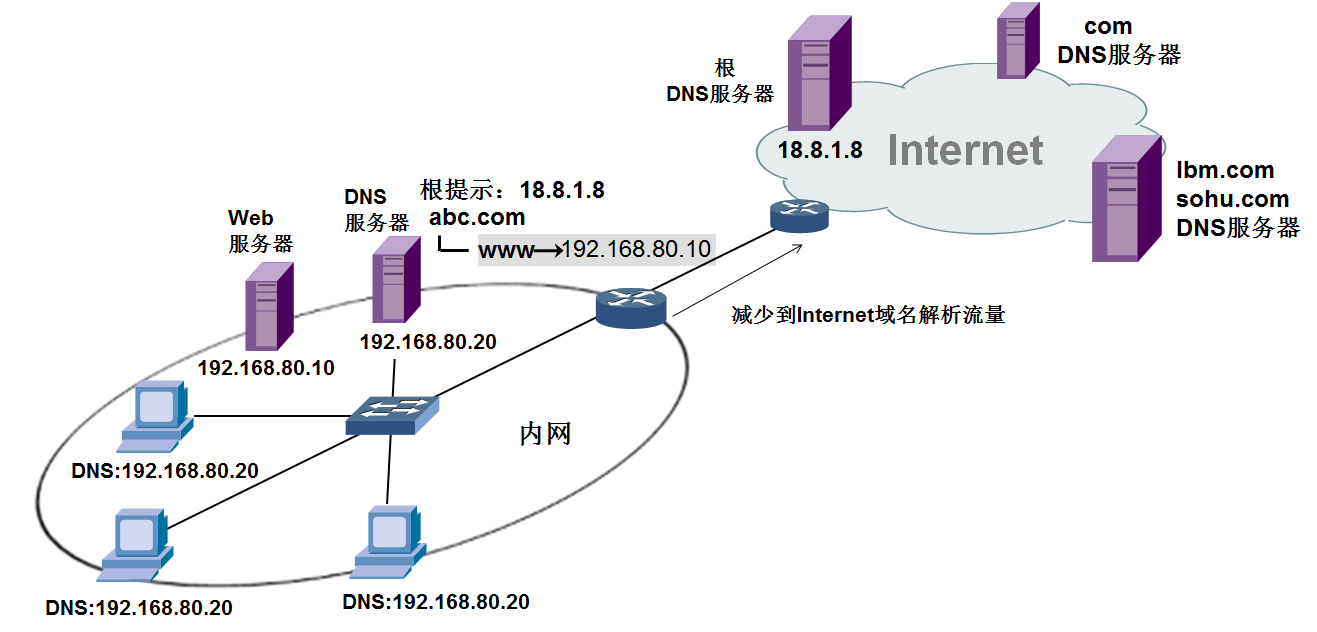 com
DNS服务器
根
DNS服务器
Internet
18.8.1.8
lbm.com
sohu.com
DNS服务器
DNS
服务器
根提示：18.8.1.8
abc.com
www→192.168.80.10
Web
服务器
减少到Internet域名解析流量
192.168.80.20
192.168.80.10
内网
DNS:192.168.80.20
DNS:192.168.80.20
DNS:192.168.80.20